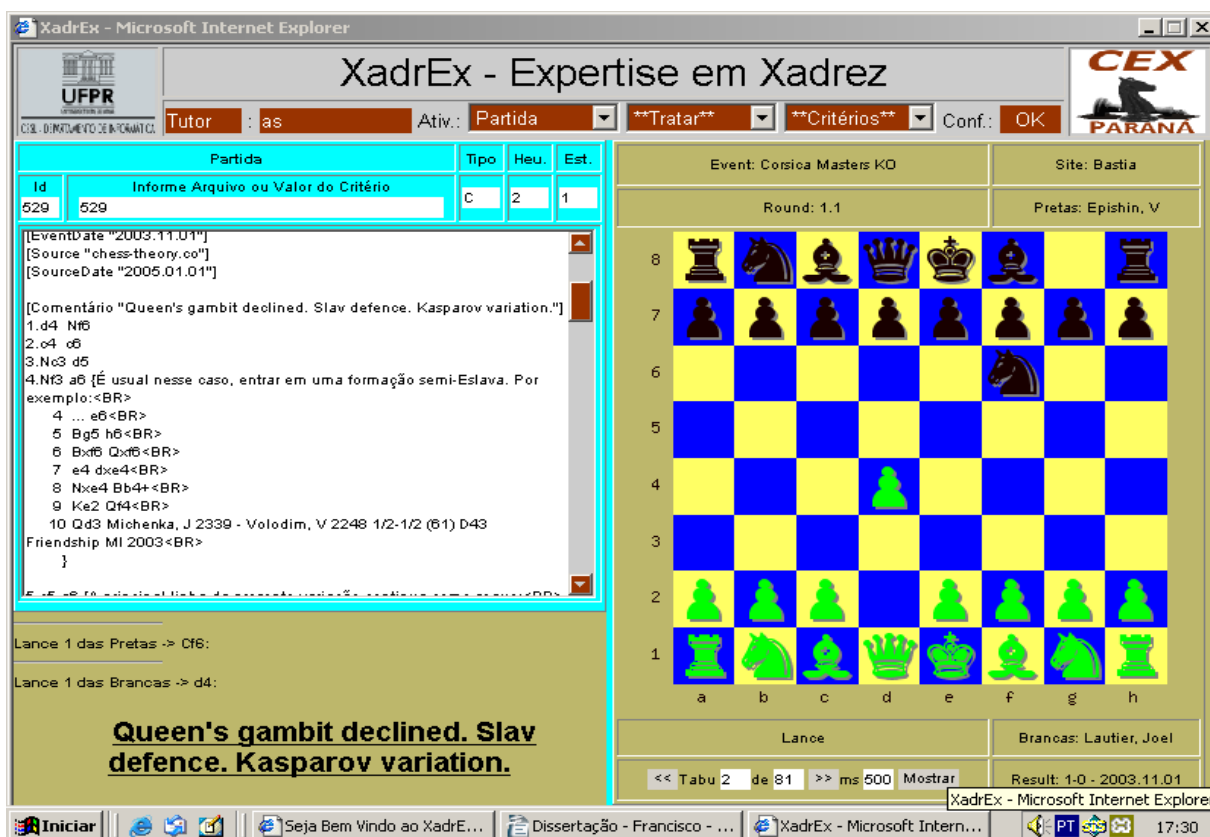 XadrEx - Microsoft Internet Explorer
UFPR
XadrEx - Expertise em Xadrez
CEX
PARANÁ
Tutor : as Ativ.: Partida **Tratar** **Critérios** Conf.: OK
Partida Tipo Heu. Est.
Id Informe Arquivo ou Valor do Critério
529 529 C 2 1
[EventDate "2003.11.01"]
[Source "chess-theory.co"]
[SourceDate "2005.01.01"]
[Comentário "Queen's gambit declined. Slav defence. Kasparov variation."]
1.d4 Nf6
2.c4 c6
3.Nc3 d5
4.Nf3 a6 {É usual nesse caso, entrar em uma formação semi-Eslava. Por
exemplo:<BR>
4 ... e6<BR>
5 Bg5 h6<BR>
6 Bxf6 Qxf6<BR>
7 e4 dxe4<BR>
8 Nxe4 Bb4+<BR>
9 Ke2 Qf4<BR>
10 Qd3 Michenka, J 2339 - Volodim, V 2248 1/2-1/2 (61) D43
Friendship MI 2003<BR>
}
Lance 1 das Pretas -> Cf6:
Lance 1 das Brancas -> d4:
Queen's gambit declined. Slav
defence. Kasparov variation.
Event: Corsica Masters KO Site: Bastia
Round: 1.1 Pretas: Epishin, V
8
7
6
5
4
3
2
1
a b c d e f g h
Lance Brancas: Lautier, Joel
<< Tabu 2 de 81 >> ms 500 Mostrar Result: 1-0 - 2003.11.01
XadrEx - Microsoft Internet Explorer
Iniciar Seja Bem Vindo ao XadrE... Dissertação - Francisco - ... XadrEx - Microsoft Intern... PT 17:30